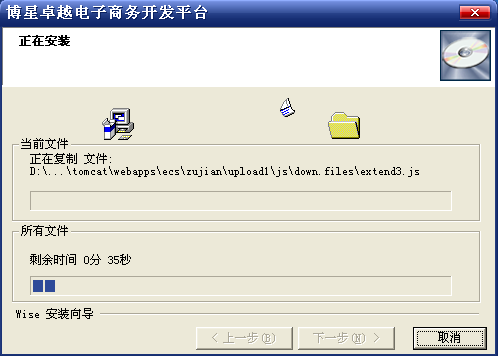 博星卓越电子商务开发平台
正在安装
当前文件
正在复制 文件:
D:\...\tomcat\webapps\ecs\zujian\upload1\js\down.files\extend3.js
所有文件
剩余时间 0分 35秒
Wise 安装向导
< 上一步(B)
下一步(N) >
取消